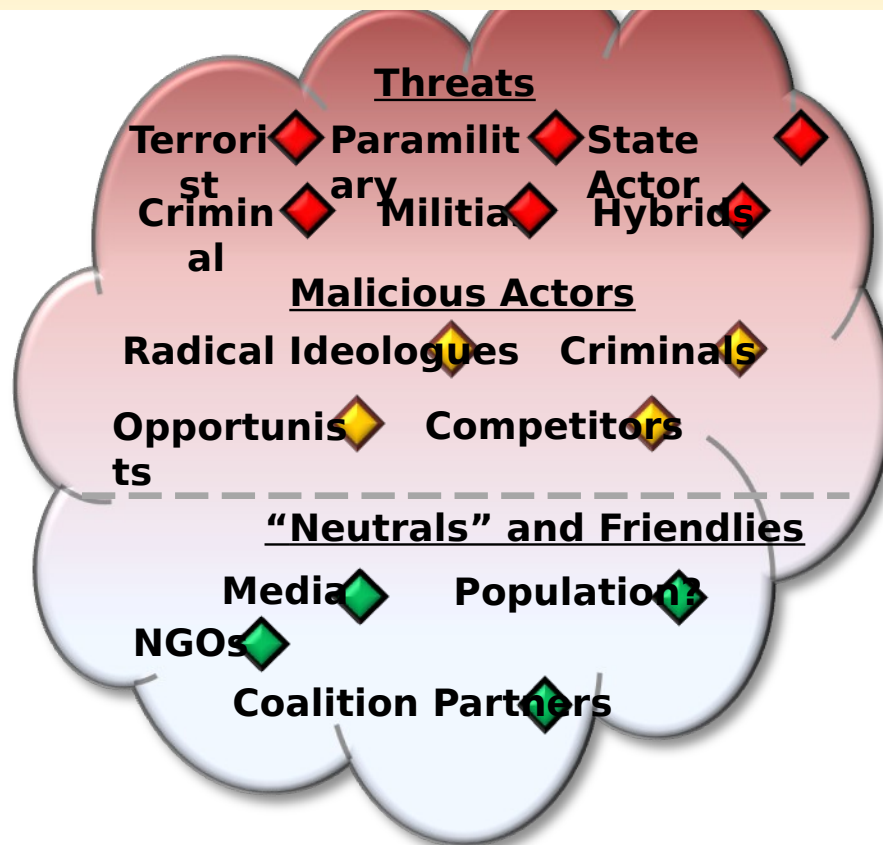 Threats
Terrori Paramilit State
st ary Actor
Crimin Militia Hybrids
al
Malicious Actors
Radical Ideologues Criminals
Opportunis Competitors
ts
“Neutrals” and Friendlies
Media Population?
NGOs
Coalition Partners